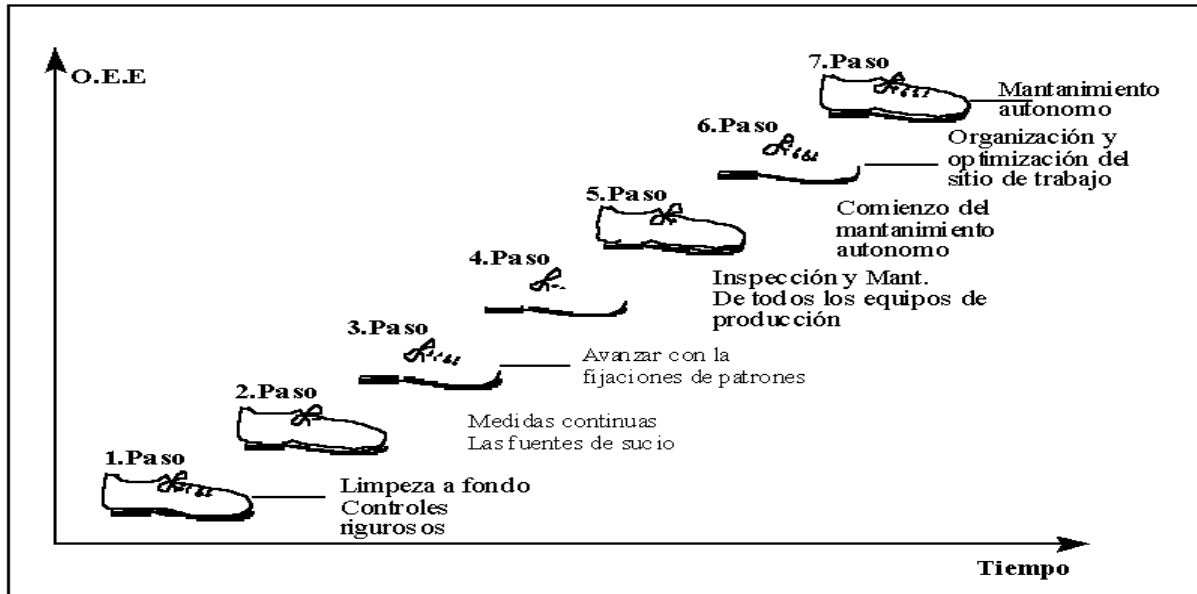 O.E.E
7.Paso
Mantanimiento
autonomo
6.Paso
Organización y
optimización del
sitio de trabajo
5.Paso
Comienzo del
mantanimiento
autonomo
4.Paso
Inspección y Mant.
De todos los equipos de
producción
3.Paso
Avanzar con la
fijaciones de patrones
2.Paso
Medidas continuas
Las fuentes de sucio
1.Paso
Limpeza a fondo
Controles
rigurosos
Tiempo